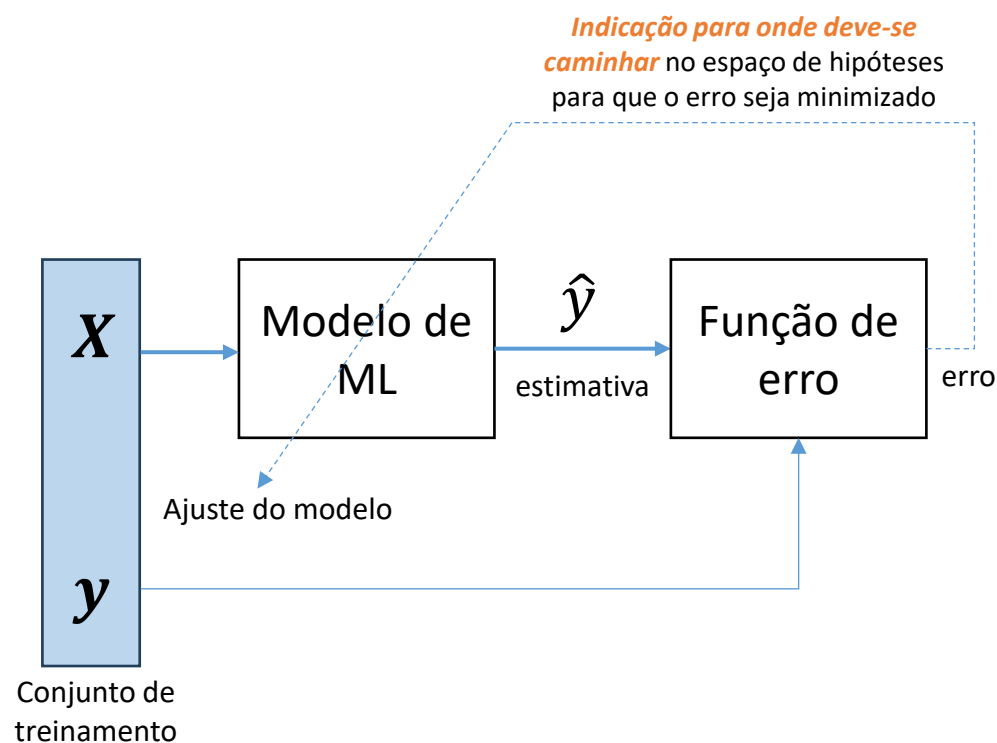 Indicação para onde deve-se
caminhar no espaço de hipóteses
para que o erro seja minimizado
X
Modelo de
ML
ŷ
estimativa
Função de
erro
erro
Ajuste do modelo
y
Conjunto de
treinamento